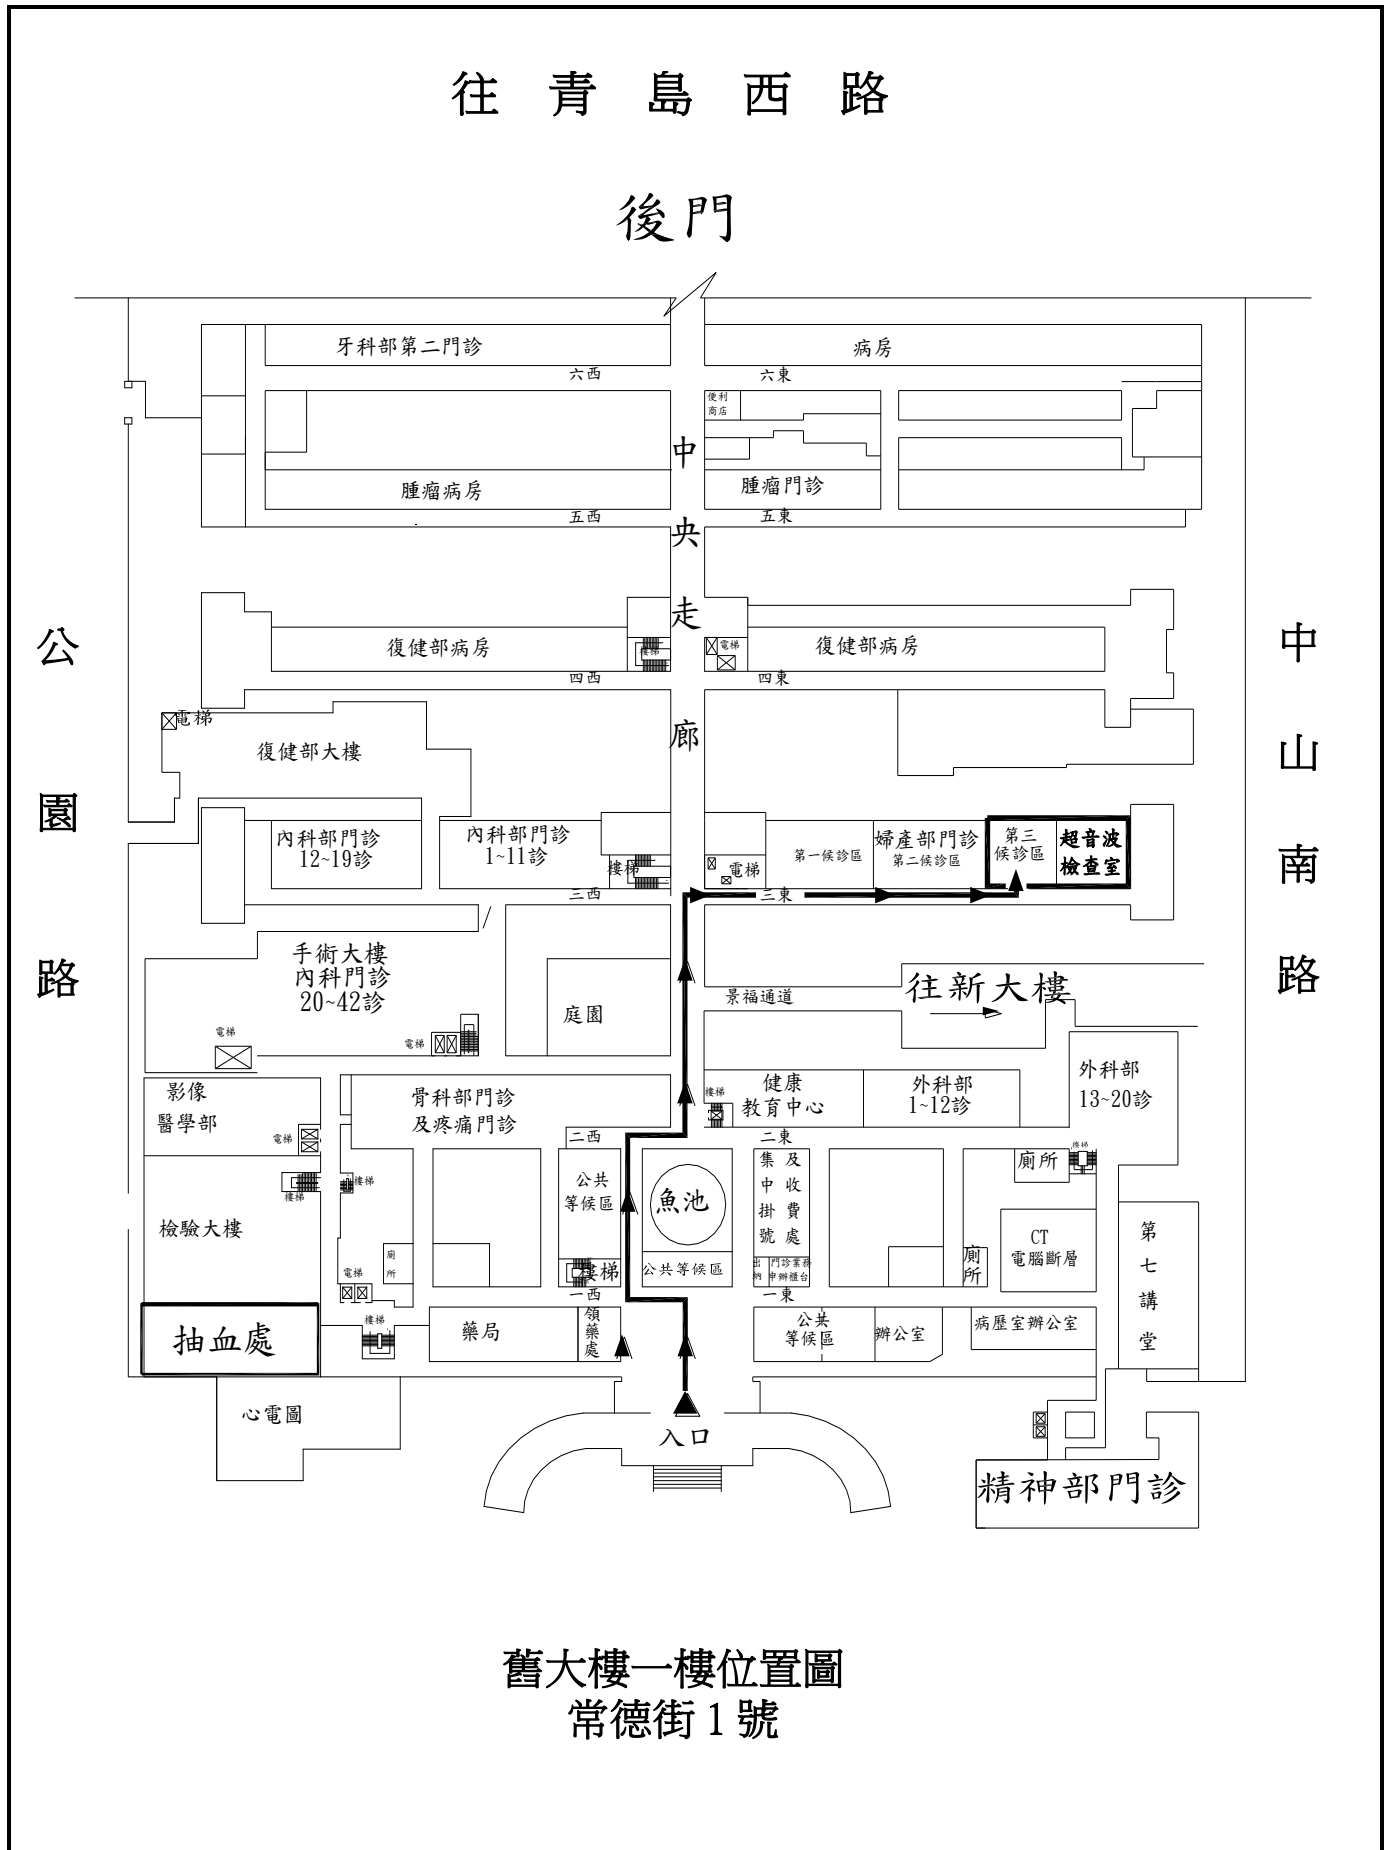 往青島西路
後門
牙科部第二門診
病房
六西
六東
便利
商店
中央走廊
腫瘤病房
腫瘤門診
五西
五東
公園路
中山南路
復健部病房
樓梯
電梯
復健部病房
四西
四東
電梯
復健部大樓
內科部門診
12~19診
內科部門診
1~11診
樓梯
電梯
第一候診區
婦產部門診
第二候診區
第三
候診區
超音波
檢查室
三西
三東
手術大樓
內科門診
20~42診
庭園
景福通道
往新大樓
電梯
電梯
影像
醫學部
電梯
骨科部門診
及疼痛門診
樓梯
健康
教育中心
外科部
1~12診
外科部
13~20診
二西
二東
樓梯
樓梯
檢驗大樓
公共
等候區
魚池
集中掛號
及收費處
廁所
樓梯
CT
電腦斷層
第七講堂
廁所
電梯
樓梯
公共等候區
出納
門診業務
申辦櫃台
廁所
一西
一東
抽血處
樓梯
藥局
領藥處
公共
等候區
辦公室
病歷室辦公室
心電圖
入口
精神部門診
舊大樓一樓位置圖
常德街1號